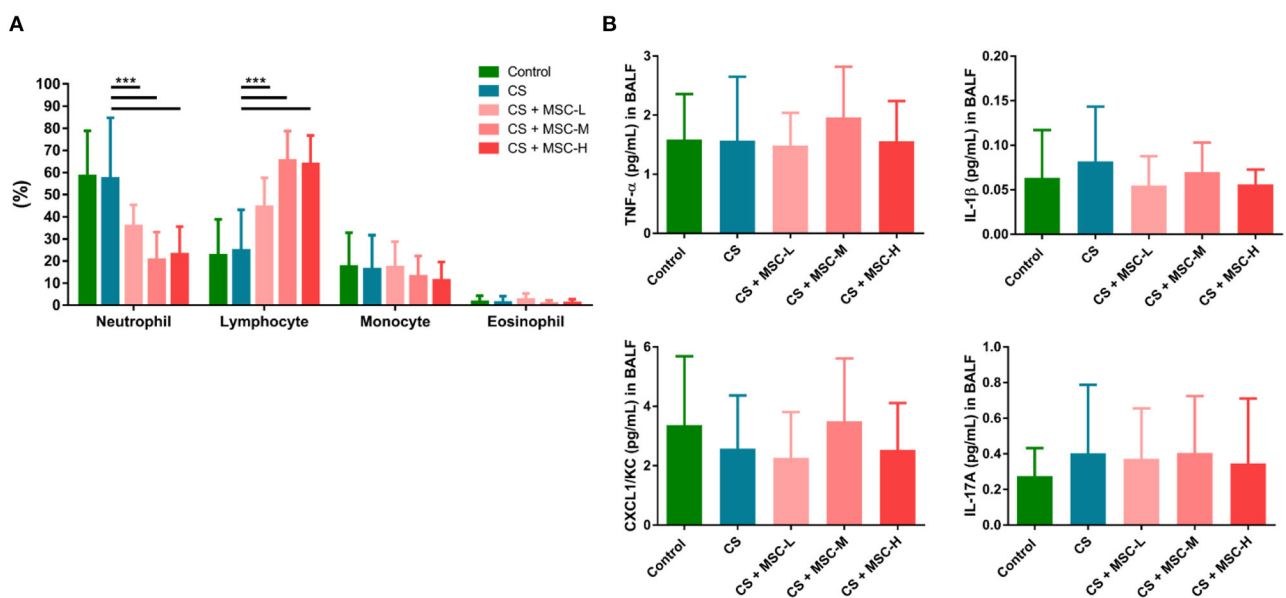 A
***
***
Control
CS
CS + MSC-L
CS + MSC-M
CS + MSC-H
(%)
100
90
80
70
60
50
40
30
20
10
0
Neutrophil Lymphocyte Monocyte Eosinophil
B
TNF-α (pg/mL) in BALF
3
2
1
0
Control CS CS + MSC-L CS + MSC-M CS + MSC-H
IL-1β (pg/mL) in BALF
0.20
0.15
0.10
0.05
0.00
Control CS CS + MSC-L CS + MSC-M CS + MSC-H
CXCL1/KC (pg/mL) in BALF
6
4
2
0
Control CS CS + MSC-L CS + MSC-M CS + MSC-H
IL-17A (pg/mL) in BALF
1.0
0.8
0.6
0.4
0.2
0.0
Control CS CS + MSC-L CS + MSC-M CS + MSC-H